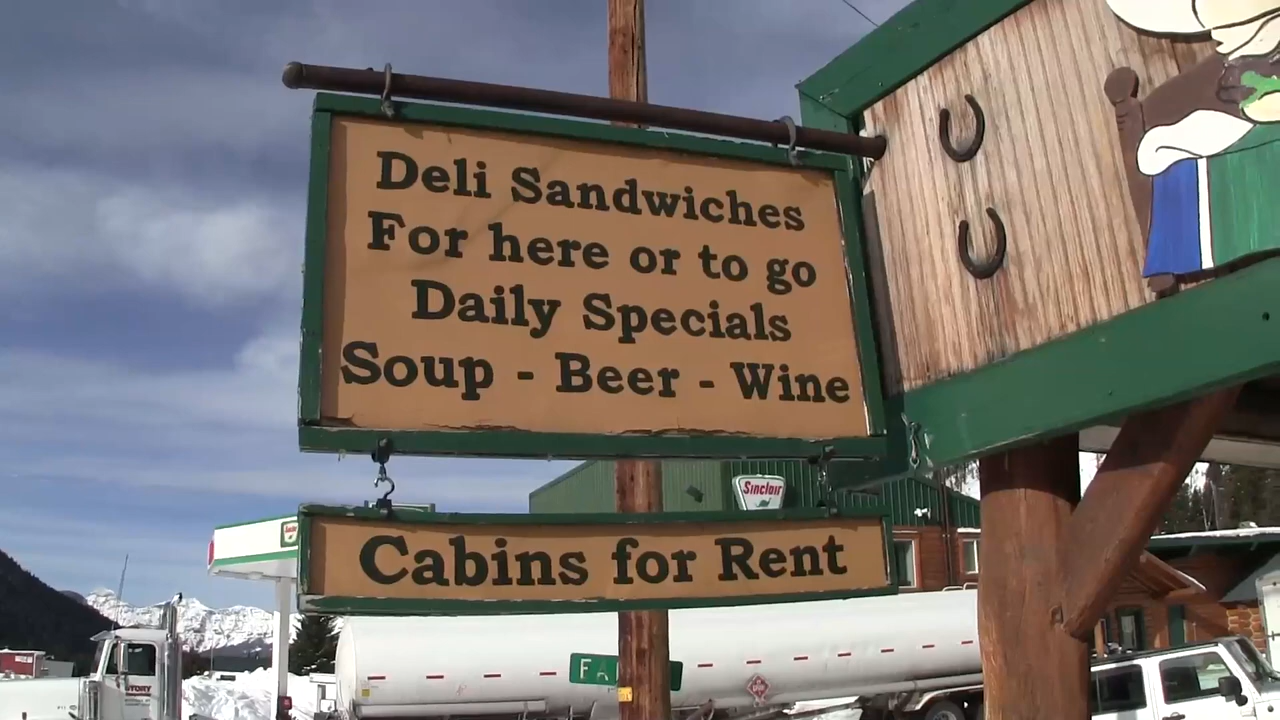 Deli Sandwiches
For here or to go
Daily Specials
Soup - Beer - Wine
Sinclair
Cabins for Rent